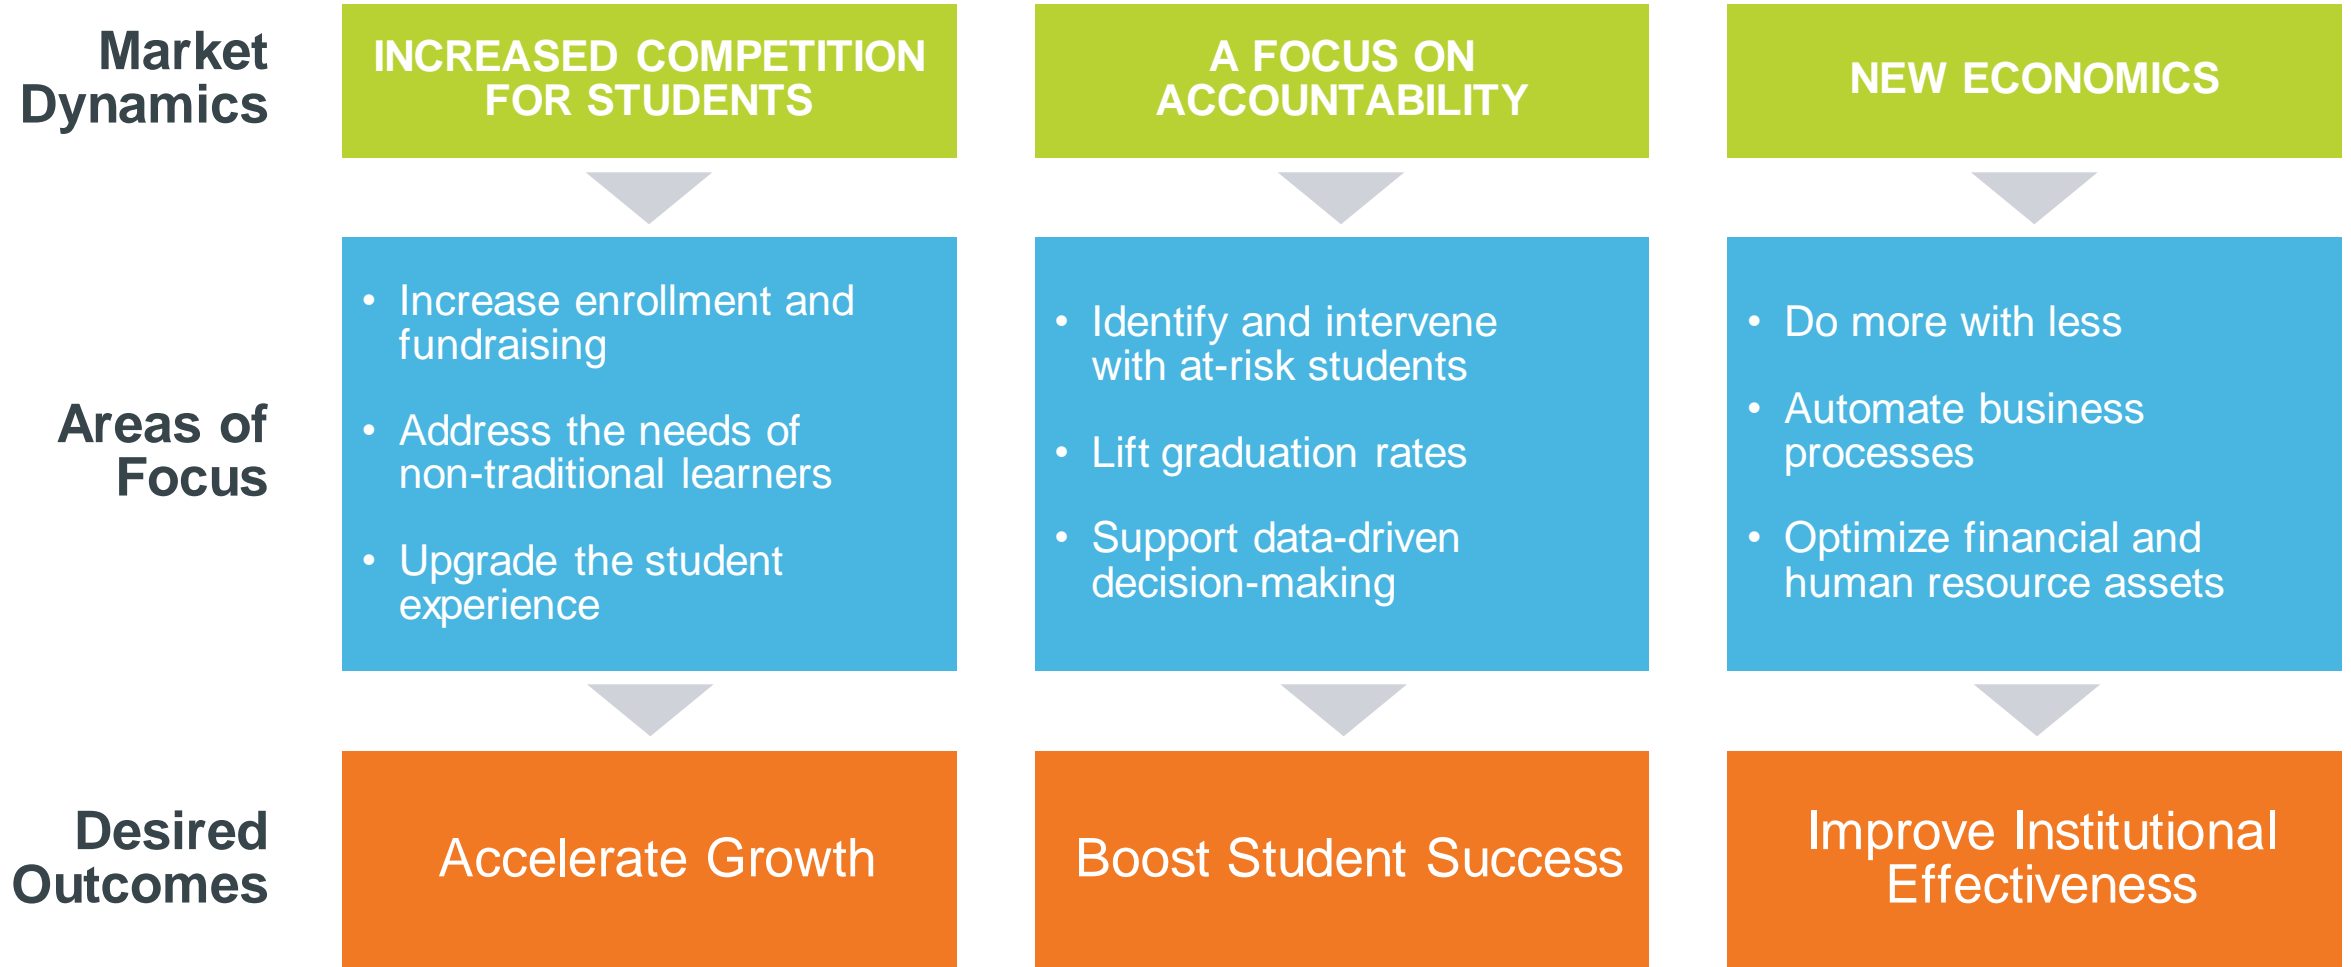 Market
Dynamics
INCREASED COMPETITION
FOR STUDENTS
A FOCUS ON
ACCOUNTABILITY
NEW ECONOMICS
Areas of
Focus
• Increase enrollment and
fundraising
• Address the needs of
non-traditional learners
• Upgrade the student
experience
• Identify and intervene
with at-risk students
• Lift graduation rates
• Support data-driven
decision-making
• Do more with less
• Automate business
processes
• Optimize financial and
human resource assets
Desired
Outcomes
Accelerate Growth
Boost Student Success
Improve Institutional
Effectiveness